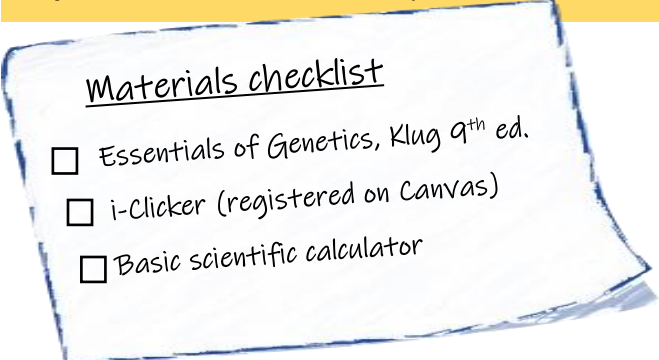 Materials checklist
Essentials of Genetics, Klug 9th ed.
i-Clicker (registered on Canvas)
Basic scientific calculator